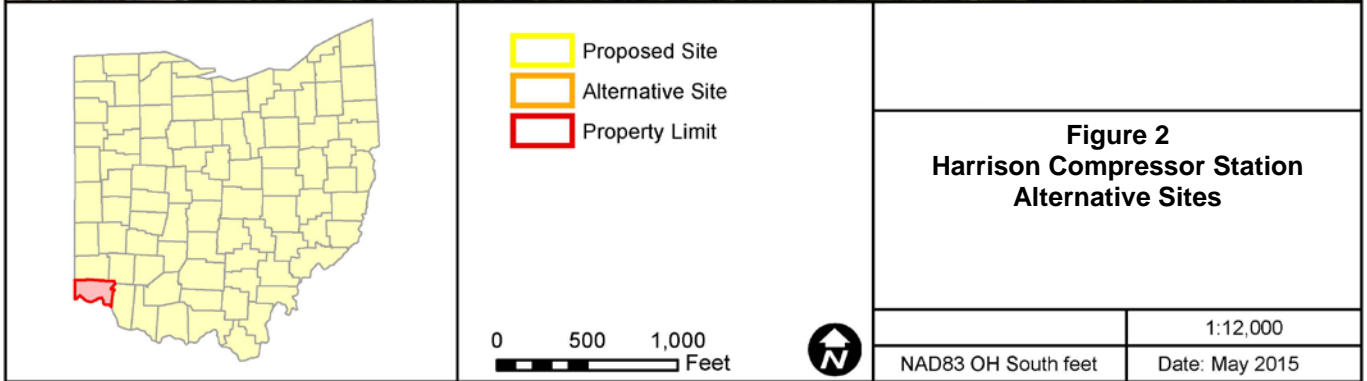 Proposed Site
Alternative Site
Property Limit
0 500 1,000
Feet
N
Figure 2
Harrison Compressor Station
Alternative Sites
1:12,000
NAD83 OH South feet
Date: May 2015